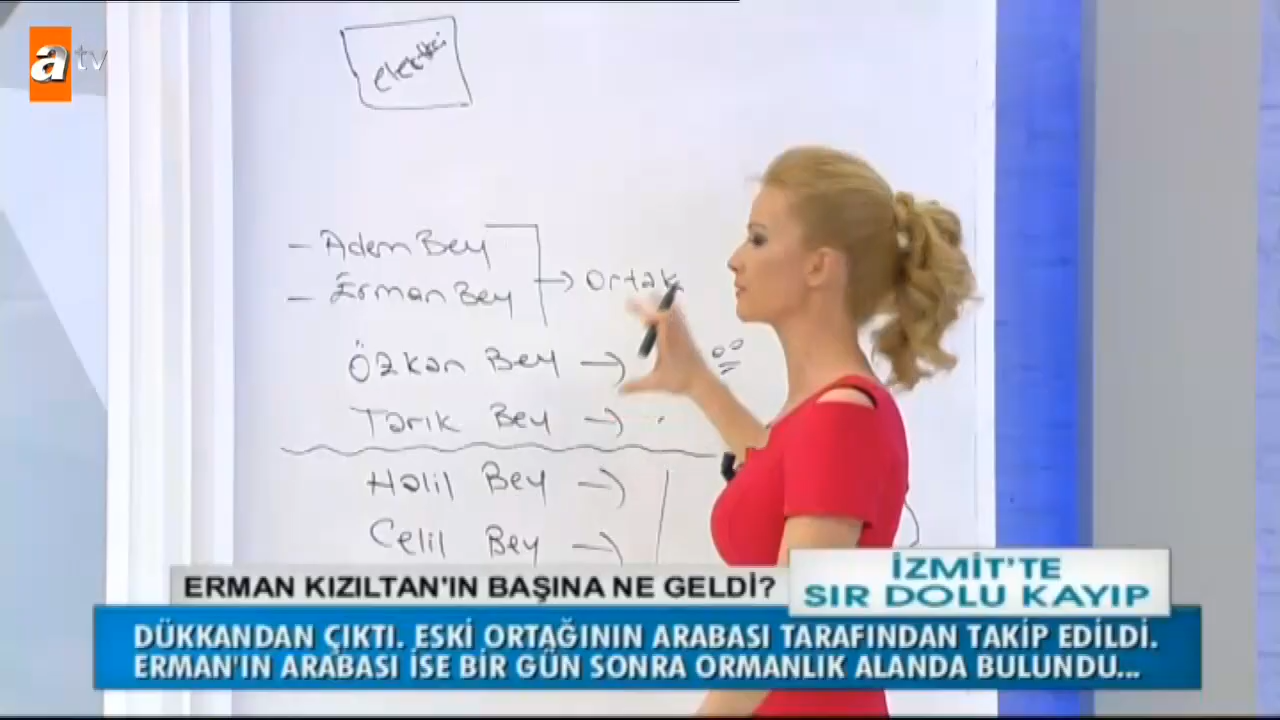 atv
elektikçi
- Adem Bey
- Erman Bey
→ Ortak
Özkan Bey →
Tarık Bey →
Halil Bey →
Celil Bey →
ERMAN KIZILTAN'IN BAŞINA NE GELDİ?
İZMİT'TE
SIR DOLU KAYIP
DÜKKANDAN ÇIKTI. ESKİ ORTAĞININ ARABASI TARAFINDAN TAKİP EDİLDİ.
ERMAN'IN ARABASI İSE BİR GÜN SONRA ORMANLIK ALANDA BULUNDU...